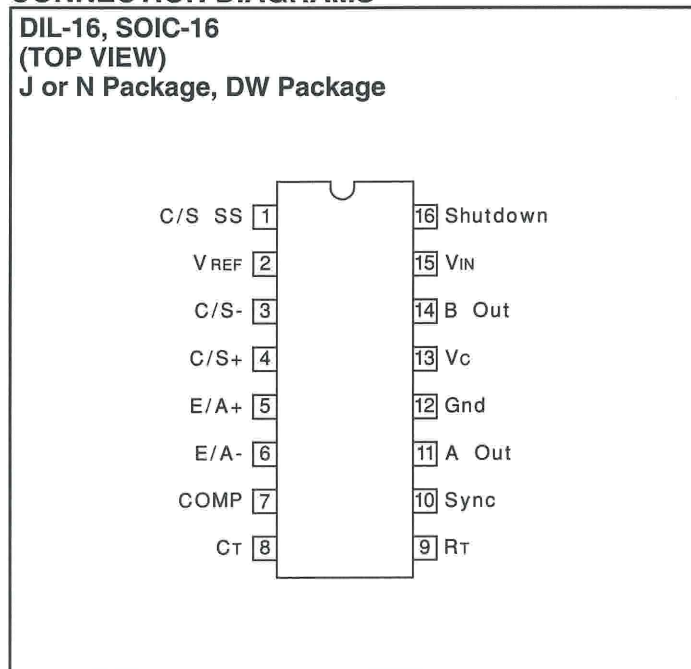 DIL-16, SOIC-16
(TOP VIEW)
J or N Package, DW Package
C/S SS 1 16 Shutdown
VREF 2 15 VIN
C/S- 3 14 B Out
C/S+ 4 13 Vc
E/A+ 5 12 Gnd
E/A- 6 11 A Out
COMP 7 10 Sync
CT 8 9 RT